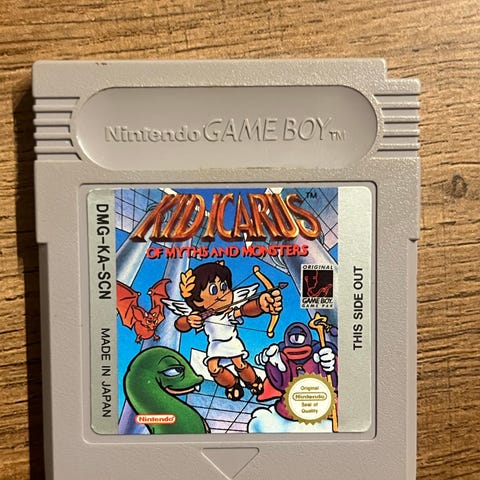 Nintendo GAME BOY TM
DMG-KA-SCN
MADE IN JAPAN
KID ICARUS TM
OF MYTHS AND MONSTERS
ORIGINAL
GAME BOY
GAME PAK
THIS SIDE OUT
Nintendo
Original
Nintendo
Seal of
Quality